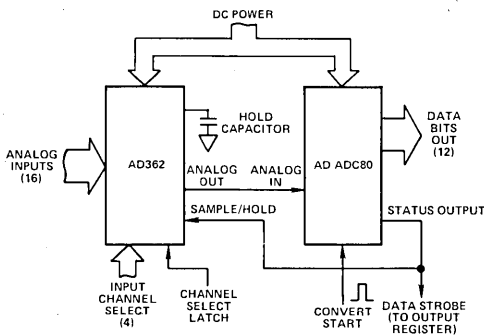 DC POWER
HOLD
CAPACITOR
DATA
BITS
OUT
(12)
ANALOG
INPUTS
(16)
AD362
AD ADC80
ANALOG
OUT
ANALOG
IN
SAMPLE/HOLD
STATUS OUTPUT
INPUT
CHANNEL
SELECT
(4)
CHANNEL
SELECT
LATCH
CONVERT
START
DATA STROBE
(TO OUTPUT
REGISTER)